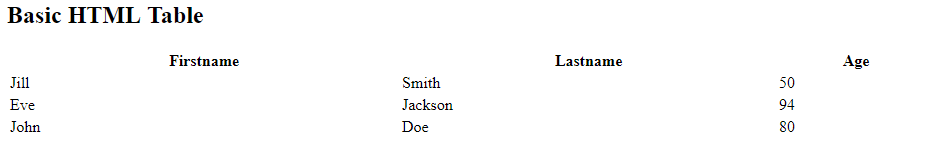 Basic HTML Table
Firstname Lastname Age
Jill Smith 50
Eve Jackson 94
John Doe 80